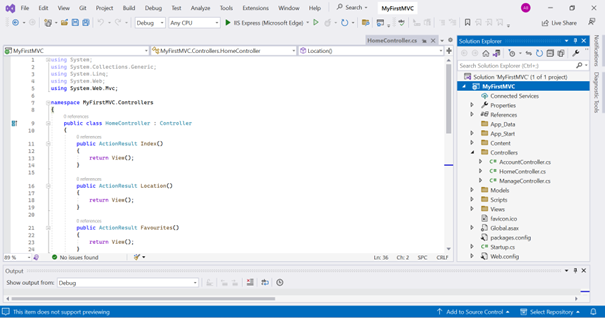 File Edit View Git Project Build Debug Test Analyze Tools Extensions Window Help Search MyFirstMVC
Debug Any CPU IIS Express (Microsoft Edge) Live Share
HomeController.cs
MyFirstMVC MyFirstMVC.Controllers.HomeController Location()
1 using System;
2 using System.Collections.Generic;
3 using System.Linq;
4 using System.Web;
5 using System.Web.Mvc;
6
7 namespace MyFirstMVC.Controllers
8 {
0 references
9 public class HomeController : Controller
10 {
0 references
11 public ActionResult Index()
12 {
13 return View();
14 }
15
0 references
16 public ActionResult Location()
17 {
18 return View();
19 }
20
0 references
21 public ActionResult Favourites()
22 {
23 return View();
24 }
89 % No issues found Ln: 36 Ch: 2 SPC CRLF
Solution Explorer
Search Solution Explorer (Ctrl+;)
Solution 'MyFirstMVC' (1 of 1 project)
MyFirstMVC
Connected Services
Properties
References
App_Data
App_Start
Content
Controllers
C# AccountController.cs
C# HomeController.cs
C# ManageController.cs
Models
Scripts
Views
favicon.ico
Global.asax
packages.config
C# Startup.cs
Web.config
Notifications
Diagnostic Tools
Output
Show output from: Debug
This item does not support previewing Add to Source Control Select Repository